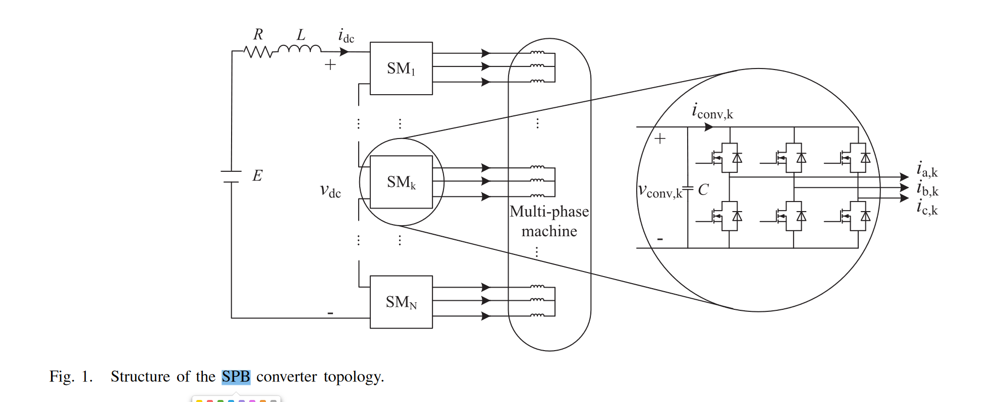 R
L
i_dc
+
SM_1
E
v_dc
SM_k
Multi-phase
machine
SM_N
-
i_conv,k
+
v_conv,k
C
-
i_a,k
i_b,k
i_c,k
Fig. 1. Structure of the SPB converter topology.